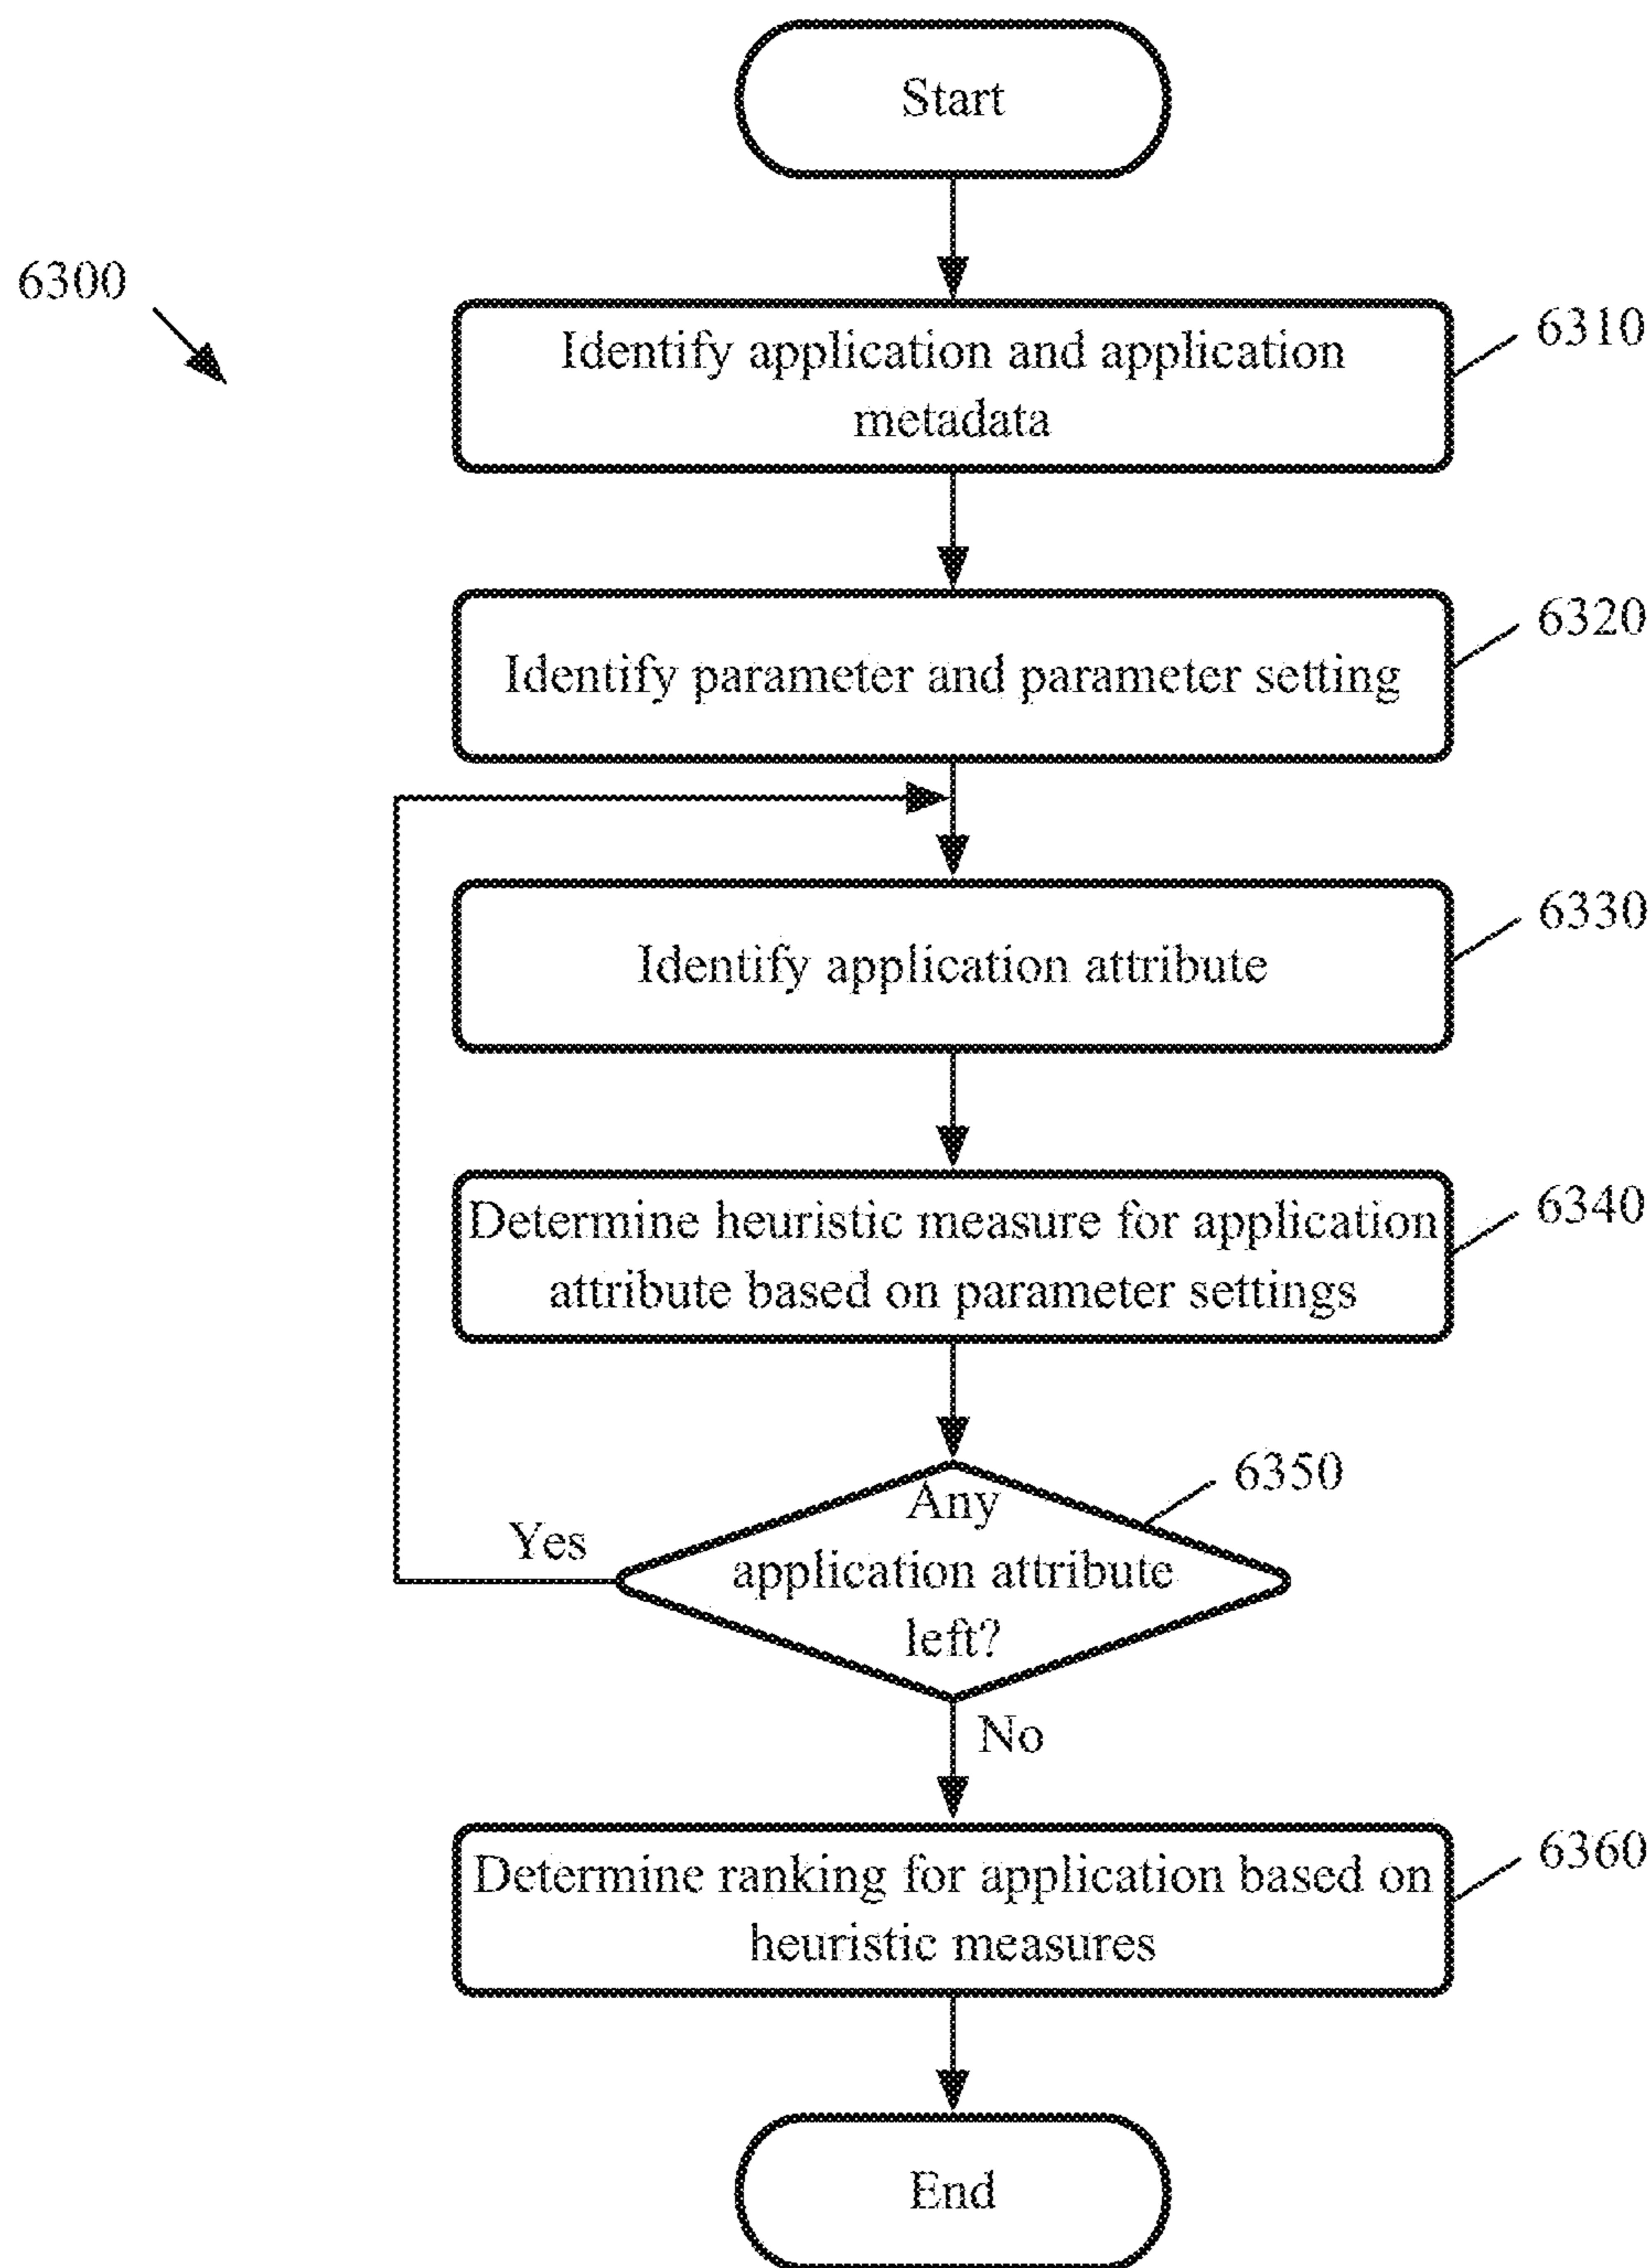 Start
6300
Identify application and application
metadata
6310
Identify parameter and parameter setting
6320
Identify application attribute
6330
Determine heuristic measure for application
attribute based on parameter settings
6340
Any
application attribute
left?
6350
Yes
No
Determine ranking for application based on
heuristic measures
6360
End